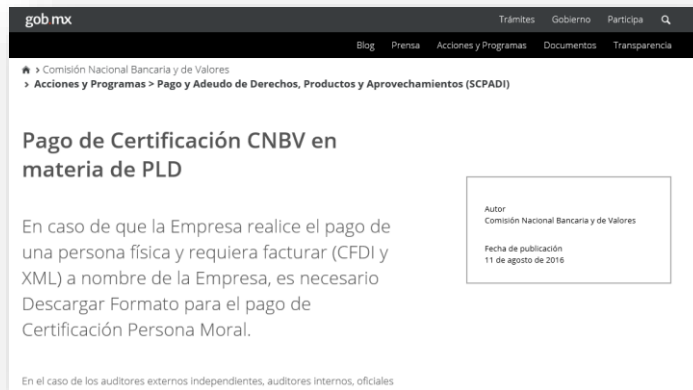 gob.mx
Trámites Gobierno Participa
Blog Prensa Acciones y Programas Documentos Transparencia
> Comisión Nacional Bancaria y de Valores
> Acciones y Programas > Pago y Adeudo de Derechos, Productos y Aprovechamientos (SCPADI)
Pago de Certificación CNBV en
materia de PLD
Autor
Comisión Nacional Bancaria y de Valores
Fecha de publicación
11 de agosto de 2016
En caso de que la Empresa realice el pago de
una persona física y requiera facturar (CFDI y
XML) a nombre de la Empresa, es necesario
Descargar Formato para el pago de
Certificación Persona Moral.
En el caso de los auditores externos independientes, auditores internos, oficiales